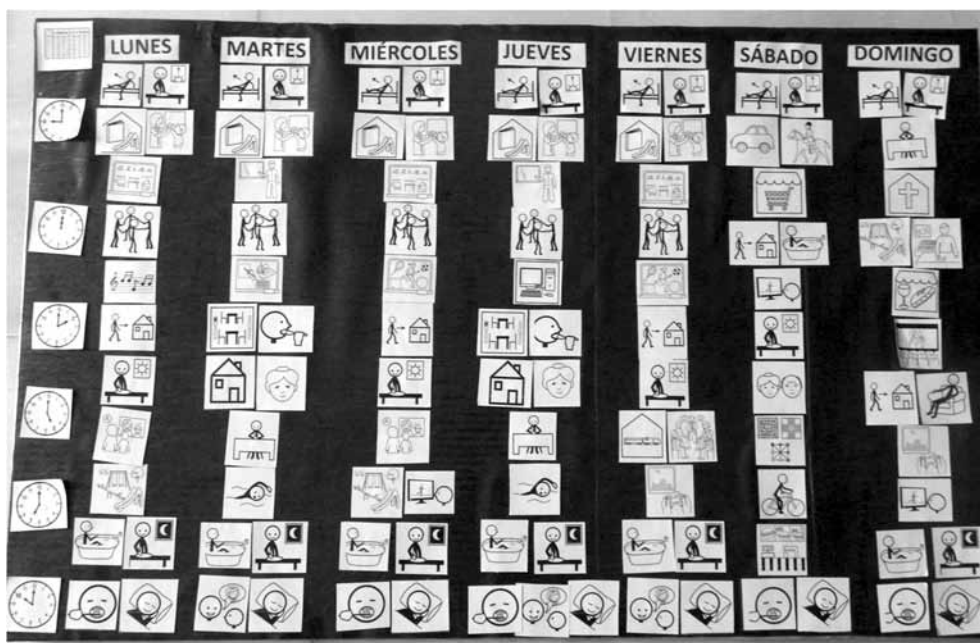 LUNES
MARTES
MIÉRCOLES
JUEVES
VIERNES
SÁBADO
DOMINGO